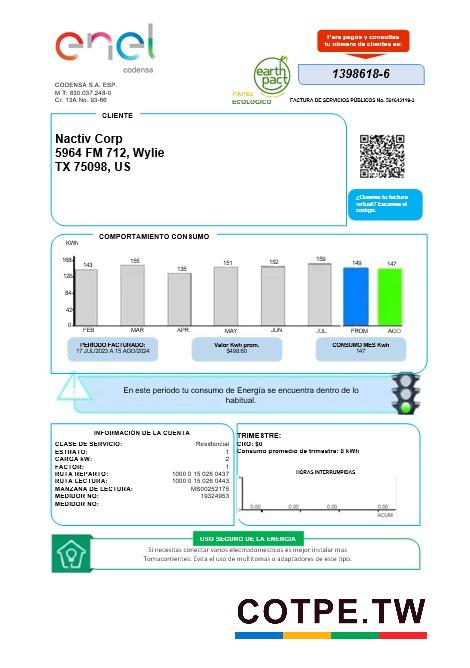 enel
codensa
CODENSA S.A. ESP.
Cr. 13A No. 93-66
earth pact
PAPEL
ECOLOGICO
Para pagos y consultas
tu número de clientes es:
1398618-6
FACTURA DE SERVICIOS PÚBLICOS No.
CLIENTE
Nactiv Corp
5964 FM 712, Wylie
TX 75098, US
¿Quieres tu factura
virtual? Escanea el
código.
COMPORTAMIENTO CONSUMO
KWh
168
126
84
42
0
143 155 135 151 152 159 149 147
FEB MAR APR MAY JUN JUL FROM AGO
PERÍODO FACTURADO:
17 JUL/2023 A 15 AGO/2024
Valor Kwh prom.
$498.60
CONSUMO MES Kwh
147
En este periodo tu consumo de Energía se encuentra dentro de lo
habitual.
INFORMACIÓN DE LA CUENTA
CLASE DE SERVICIO: Residencial
ESTRATO: 1
CARGA kW: 2
FACTOR: 1
RUTA REPARTO: 1000 0 15 026 0437
RUTA LECTURA: 1000 0 15 026 0443
MANZANA DE LECTURA: MS00252175
MEDIDOR NO: 19324953
MEDIDOR NO:
TRIMESTRE:
CRO: $0
Consumo promedio de trimestre: 0 kWh
HORAS INTERRUMPIDAS
0.00 0.00 0.00 0.00
ACUM
USO SEGURO DE LA ENERGÍA
Si necesitas conectar varios electrodomesticos es mejor instalar mas
Tomacorrientes. Evita el uso de multitomas o adaptadores de este tipo.
COTPE.TW